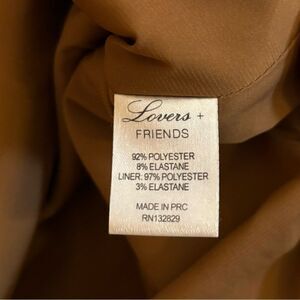 Lovers +
FRIENDS
92% POLYESTER
8% ELASTANE
LINER: 97% POLYESTER
3% ELASTANE
MADE IN PRC
RN132829